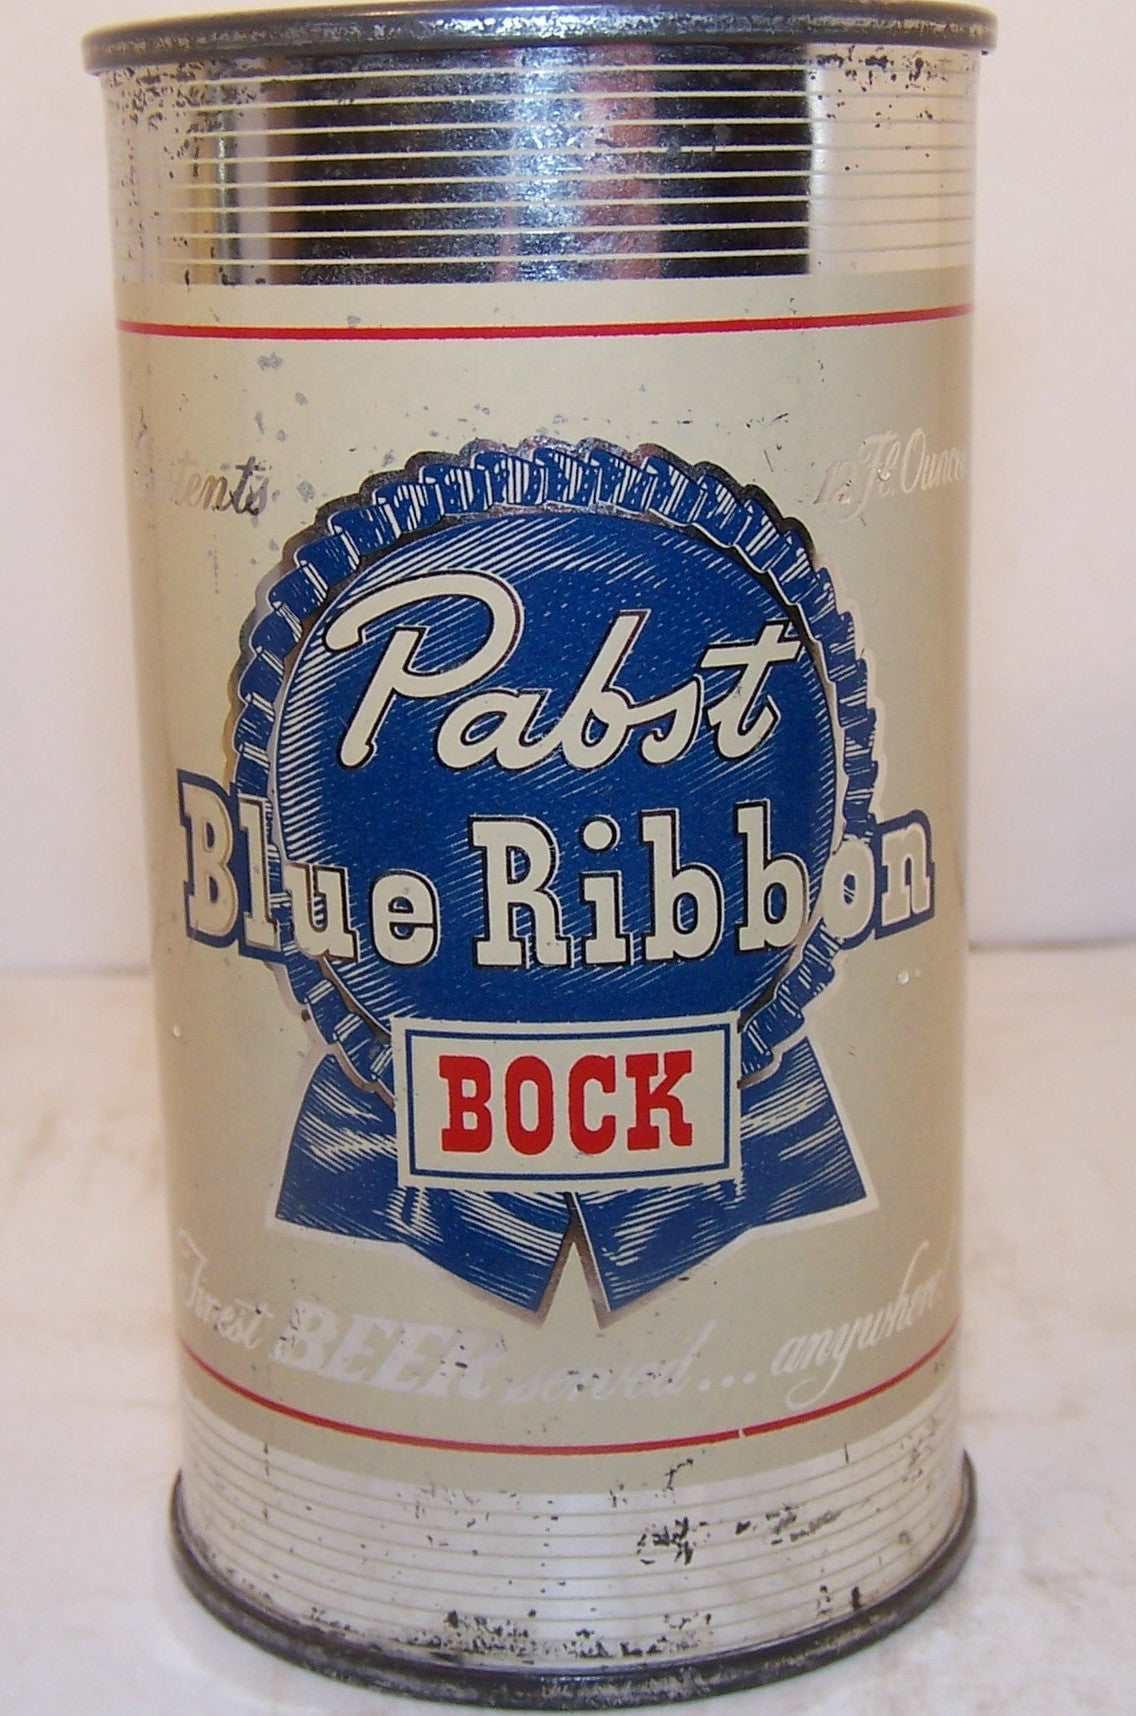 Contents 12 Fl. Ounces
Pabst
Blue Ribbon
BOCK
Finest BEER served... anywhere!